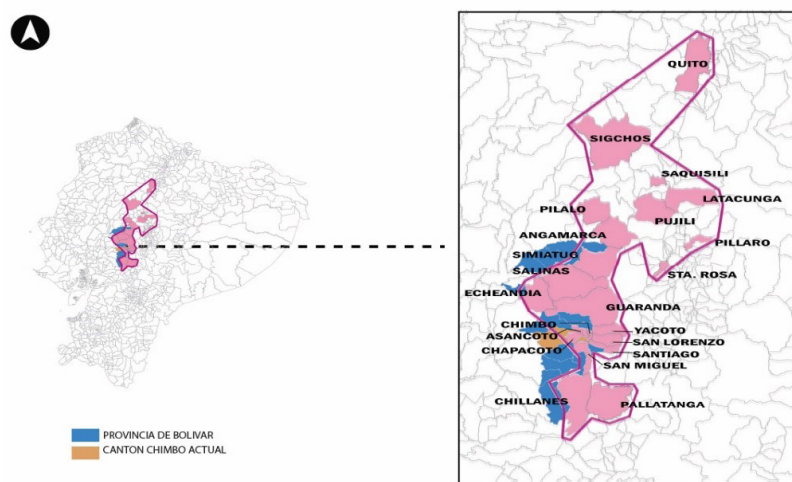 QUITO
SIGCHOS
SAQUISILI
LATACUNGA
PILALO
PUJILI
ANGAMARCA
PILLARO
SIMIATUG
SALINAS
STA. ROSA
ECHEANDIA
GUARANDA
CHIMBO
YACOTO
ASANCOTO
SAN LORENZO
CHAPACOTO
SANTIAGO
SAN MIGUEL
CHILLANES
PALLATANGA
PROVINCIA DE BOLIVAR
CANTON CHIMBO ACTUAL